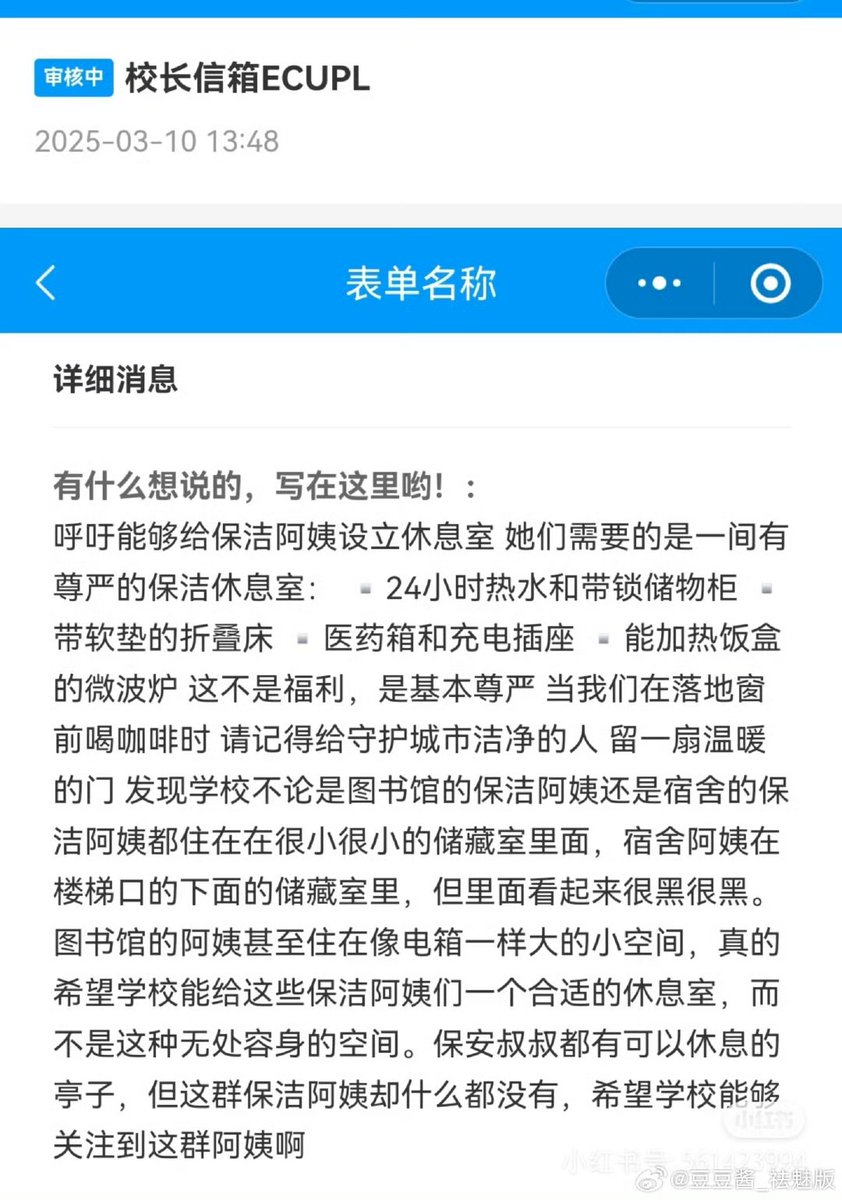 审核中 校长信箱ECUPL
2025-03-10 13:48
表单名称
详细消息
有什么想说的，写在这里哟！：
呼吁能够给保洁阿姨设立休息室 她们需要的是一间有
尊严的保洁休息室： ▪️ 24小时热水和带锁储物柜 ▪️
带软垫的折叠床 ▪️ 医药箱和充电插座 ▪️ 能加热饭盒
的微波炉 这不是福利，是基本尊严 当我们在落地窗
前喝咖啡时 请记得给守护城市洁净的人 留一扇温暖
的门 发现学校不论是图书馆的保洁阿姨还是宿舍的保
洁阿姨都住在在很小很小的储藏室里面，宿舍阿姨在
楼梯口的下面的储藏室里，但里面看起来很黑很黑。
图书馆的阿姨甚至住在像电箱一样大的小空间，真的
希望学校能给这些保洁阿姨们一个合适的休息室，而
不是这种无处容身的空间。保安叔叔都有可以休息的
亭子，但这群保洁阿姨却什么都没有，希望学校能够
关注到这群阿姨啊
小红书
小红书号:
@豆豆酱_祛魅版